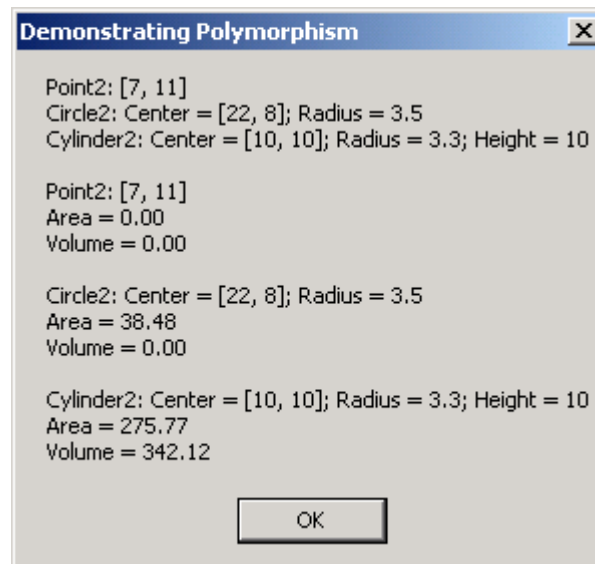 Demonstrating Polymorphism
Point2: [7, 11]
Circle2: Center = [22, 8]; Radius = 3.5
Cylinder2: Center = [10, 10]; Radius = 3.3; Height = 10
Point2: [7, 11]
Area = 0.00
Volume = 0.00
Circle2: Center = [22, 8]; Radius = 3.5
Area = 38.48
Volume = 0.00
Cylinder2: Center = [10, 10]; Radius = 3.3; Height = 10
Area = 275.77
Volume = 342.12
OK